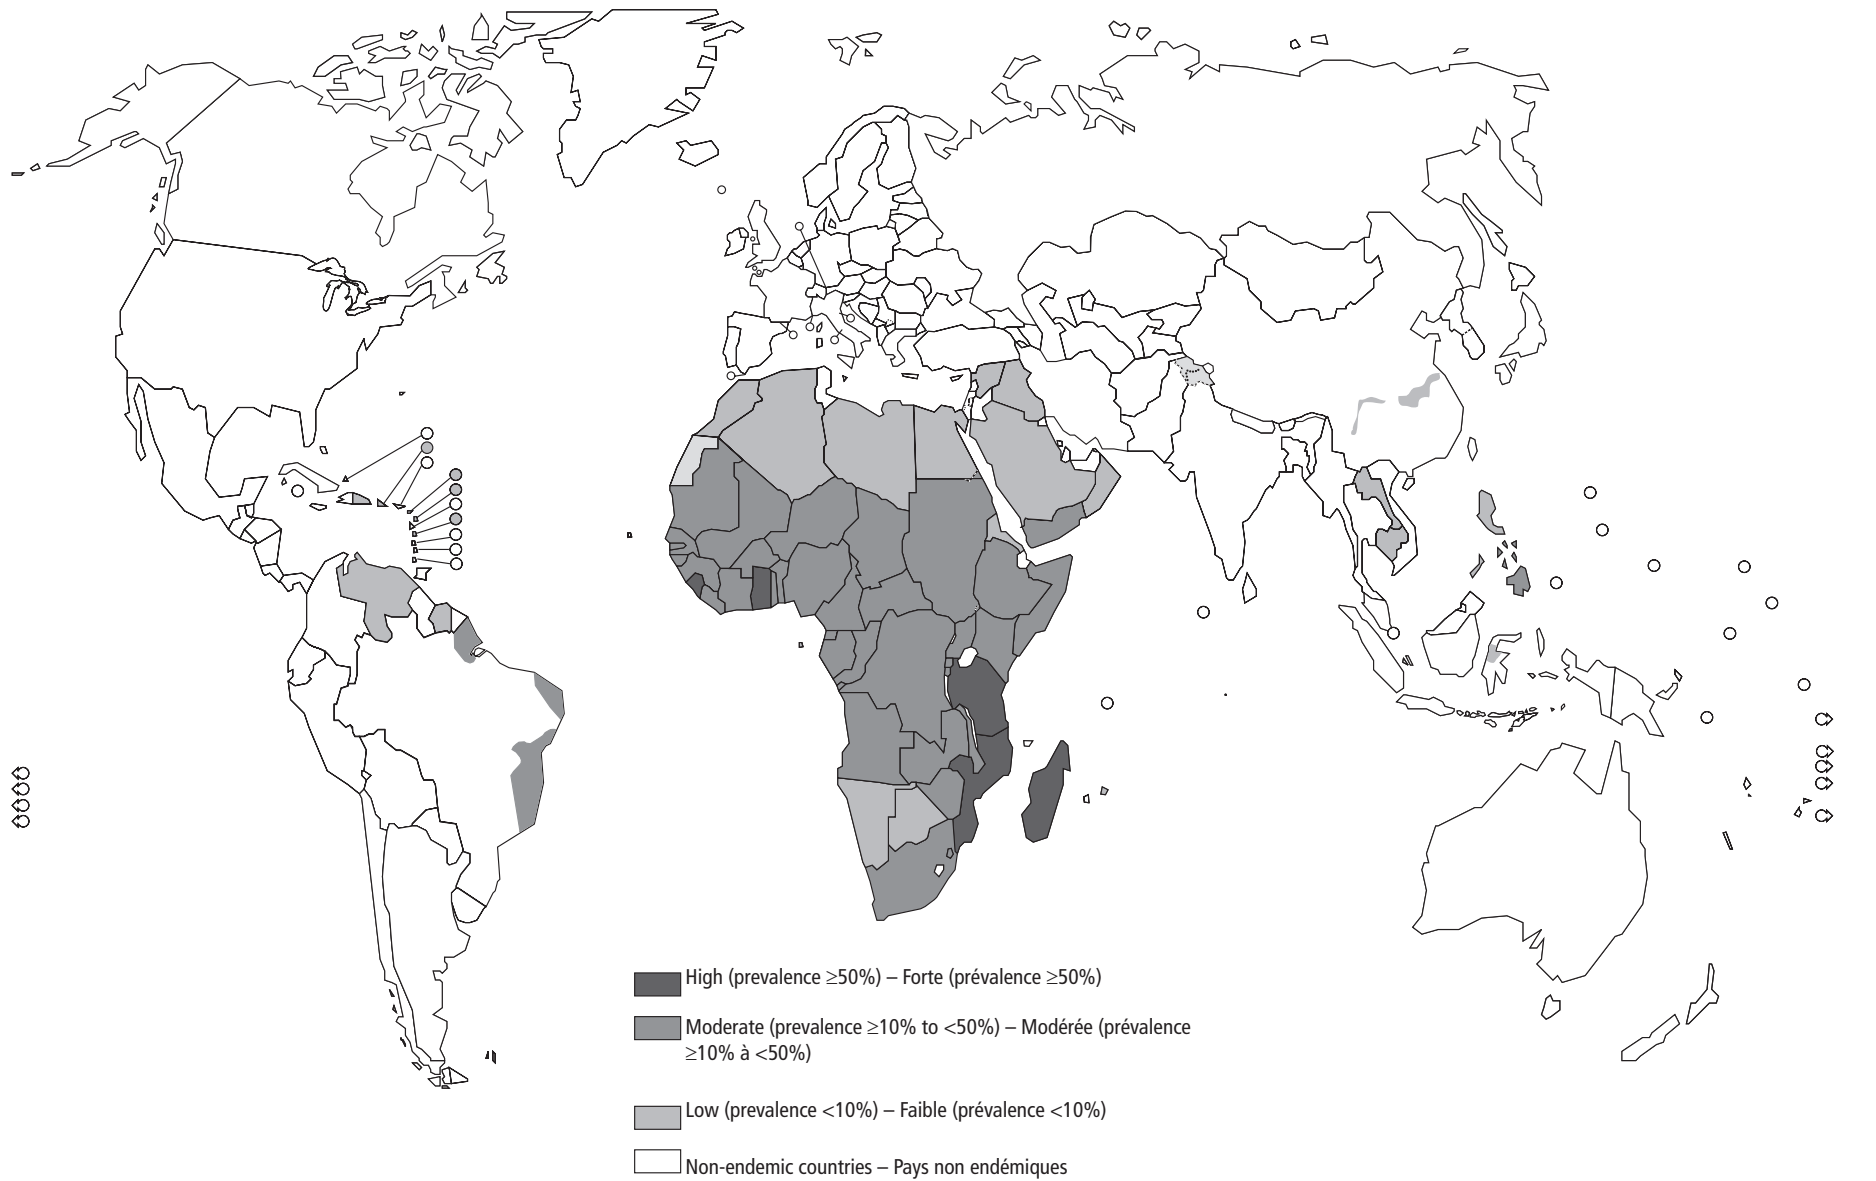 High (prevalence ≥50%) – Forte (prévalence ≥50%)
Moderate (prevalence ≥10% to <50%) – Modérée (prévalence
≥10% à <50%)
Low (prevalence <10%) – Faible (prévalence <10%)
Non-endemic countries – Pays non endémiques